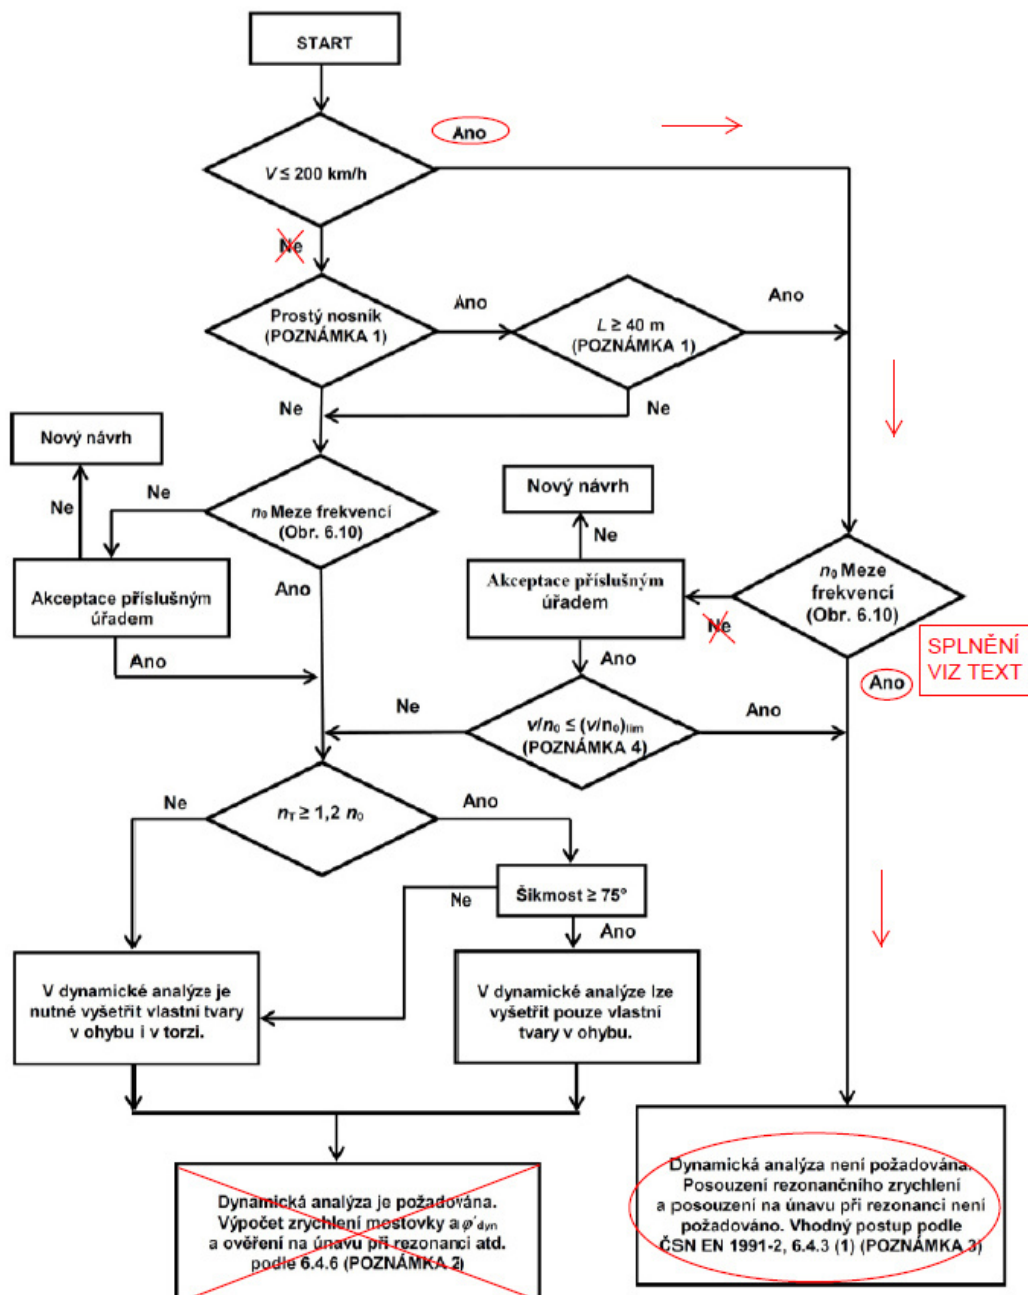 START
V ≤ 200 km/h
Ano
Ne
Prostý nosník
(POZNÁMKA 1)
Ano
L ≥ 40 m
(POZNÁMKA 1)
Ano
Ne
Ne
Nový návrh
Ne
Ne
n₀ Meze frekvencí
(Obr. 6.10)
Akceptace příslušným
úřadem
Ano
Ano
Nový návrh
Ne
Akceptace příslušným
úřadem
Ne
n₀ Meze
frekvencí
(Obr. 6.10)
SPLNĚNÍ
VIZ TEXT
Ano
Ano
Ne
v/n₀ ≤ (v/n₀)lim
(POZNÁMKA 4)
Ano
Ne
nT ≥ 1,2 n₀
Ano
Šikmost ≥ 75°
Ne
Ano
V dynamické analýze je
nutné vyšetřit vlastní tvary
v ohybu i v torzi.
V dynamické analýze lze
vyšetřit pouze vlastní
tvary v ohybu.
Dynamická analýza je požadována.
Výpočet zrychlení mostovky a φ'dyn
a ověření na únavu při rezonanci atd.
podle 6.4.6 (POZNÁMKA 2)
Dynamická analýza není požadována.
Posouzení rezonančního zrychlení
a posouzení na únavu při rezonanci není
požadováno. Vhodný postup podle
ČSN EN 1991-2, 6.4.3 (1) (POZNÁMKA 3)